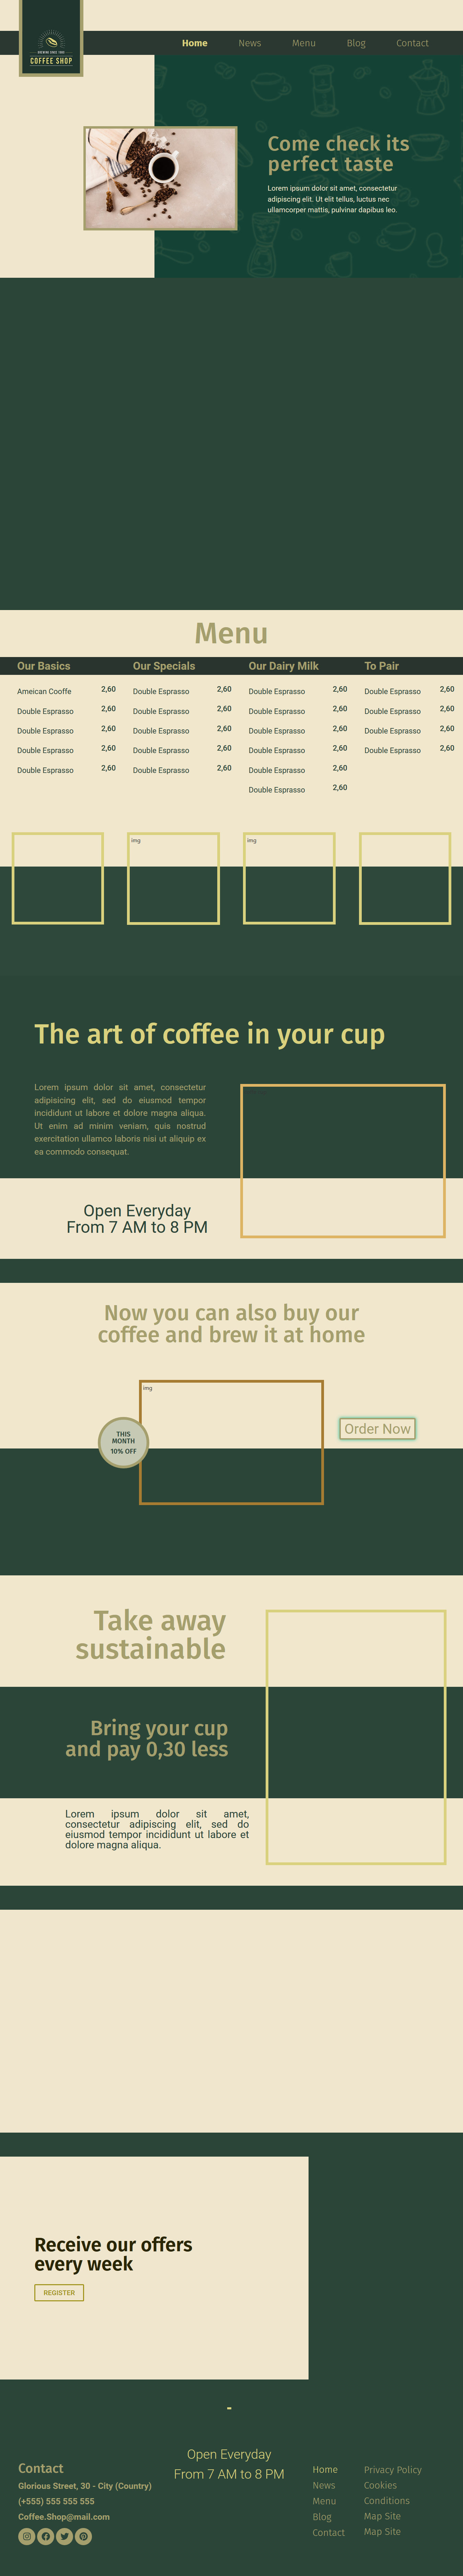 BREWING SINCE 1985
COFFEE SHOP
Home News Menu Blog Contact
Come check its
perfect taste
Lorem ipsum dolor sit amet, consectetur
adipiscing elit. Ut elit tellus, luctus nec
ullamcorper mattis, pulvinar dapibus leo.
Menu
Our Basics
Ameican Cooffe 2,60
Double Esprasso 2,60
Double Esprasso 2,60
Double Esprasso 2,60
Double Esprasso 2,60
Our Specials
Double Esprasso 2,60
Double Esprasso 2,60
Double Esprasso 2,60
Double Esprasso 2,60
Double Esprasso 2,60
Our Dairy Milk
Double Esprasso 2,60
Double Esprasso 2,60
Double Esprasso 2,60
Double Esprasso 2,60
Double Esprasso 2,60
Double Esprasso 2,60
To Pair
Double Esprasso 2,60
Double Esprasso 2,60
Double Esprasso 2,60
Double Esprasso 2,60
img
img
The art of coffee in your cup
Lorem ipsum dolor sit amet, consectetur
adipisicing elit, sed do eiusmod tempor
incididunt ut labore et dolore magna aliqua.
Ut enim ad minim veniam, quis nostrud
exercitation ullamco laboris nisi ut aliquip ex
ea commodo consequat.
Open Everyday
From 7 AM to 8 PM
Now you can also buy our
coffee and brew it at home
img
THIS
MONTH
10% OFF
Order Now
Take away
sustainable
Bring your cup
and pay 0,30 less
Lorem ipsum dolor sit amet,
consectetur adipiscing elit, sed do
eiusmod tempor incididunt ut labore et
dolore magna aliqua.
Receive our offers
every week
REGISTER
-
Contact
Glorious Street, 30 - City (Country)
(+555) 555 555 555
Coffee.Shop@mail.com
Open Everyday
From 7 AM to 8 PM
Home
News
Menu
Blog
Contact
Privacy Policy
Cookies
Conditions
Map Site
Map Site